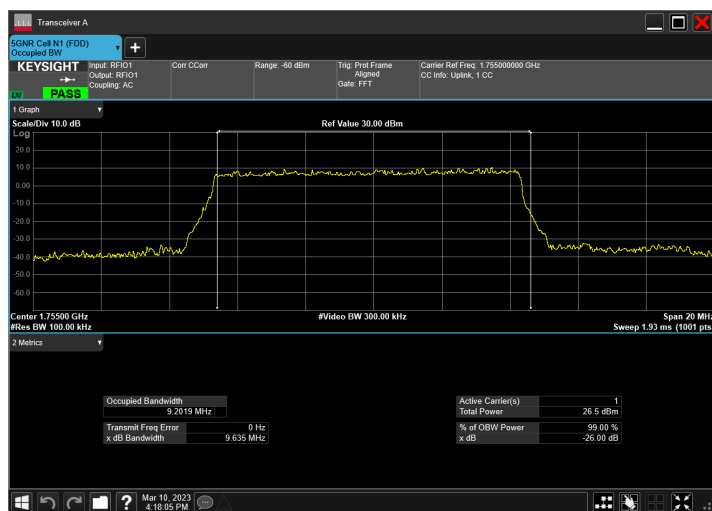 Transceiver A
5GNR Cell N1 (FDD)
Occupied BW
+
KEYSIGHT
PASS
Input: RFIO1
Output: RFIO1
Coupling: AC
Corr CCorr
Range: -60 dBm
Trig: Prot Frame
Aligned
Gate: FFT
Carrier Ref Freq: 1.755000000 GHz
CC Info: Uplink, 1 CC
1 Graph
Scale/Div 10.0 dB
Ref Value 30.00 dBm
Log
20.0
10.0
0.00
-10.0
-20.0
-30.0
-40.0
-50.0
-60.0
Center 1.75500 GHz
#Video BW 300.00 kHz
Span 20 MHz
#Res BW 100.00 kHz
Sweep 1.93 ms (1001 pts
2 Metrics
Occupied Bandwidth
9.2019 MHz
Transmit Freq Error 0 Hz
x dB Bandwidth 9.635 MHz
Active Carrier(s) 1
Total Power 26.5 dBm
% of OBW Power 99.00 %
x dB -26.00 dB
?
Mar 10, 2023
4:18:05 PM